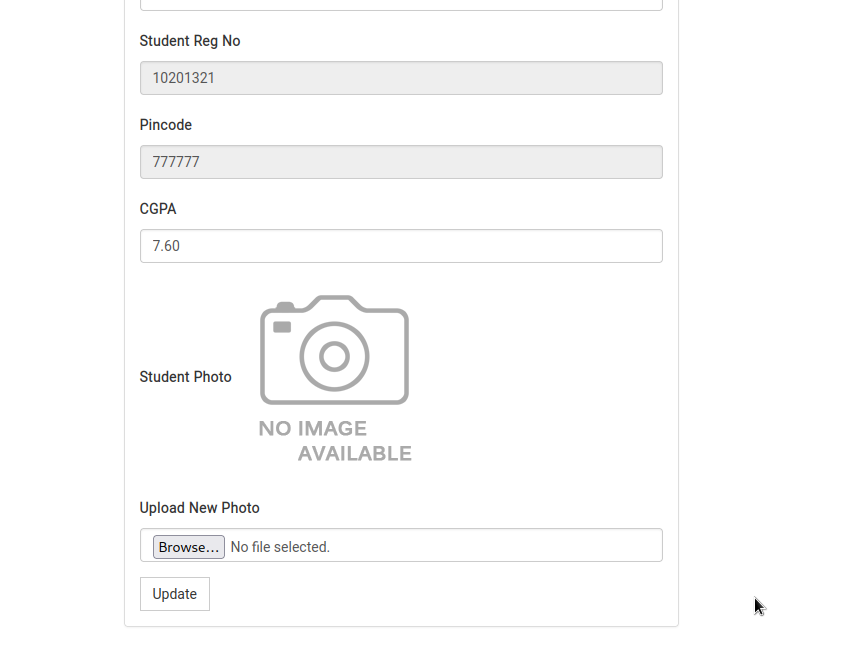 Student Reg No
10201321
Pincode
777777
CGPA
7.60
Student Photo
NO IMAGE
AVAILABLE
Upload New Photo
Browse... No file selected.
Update